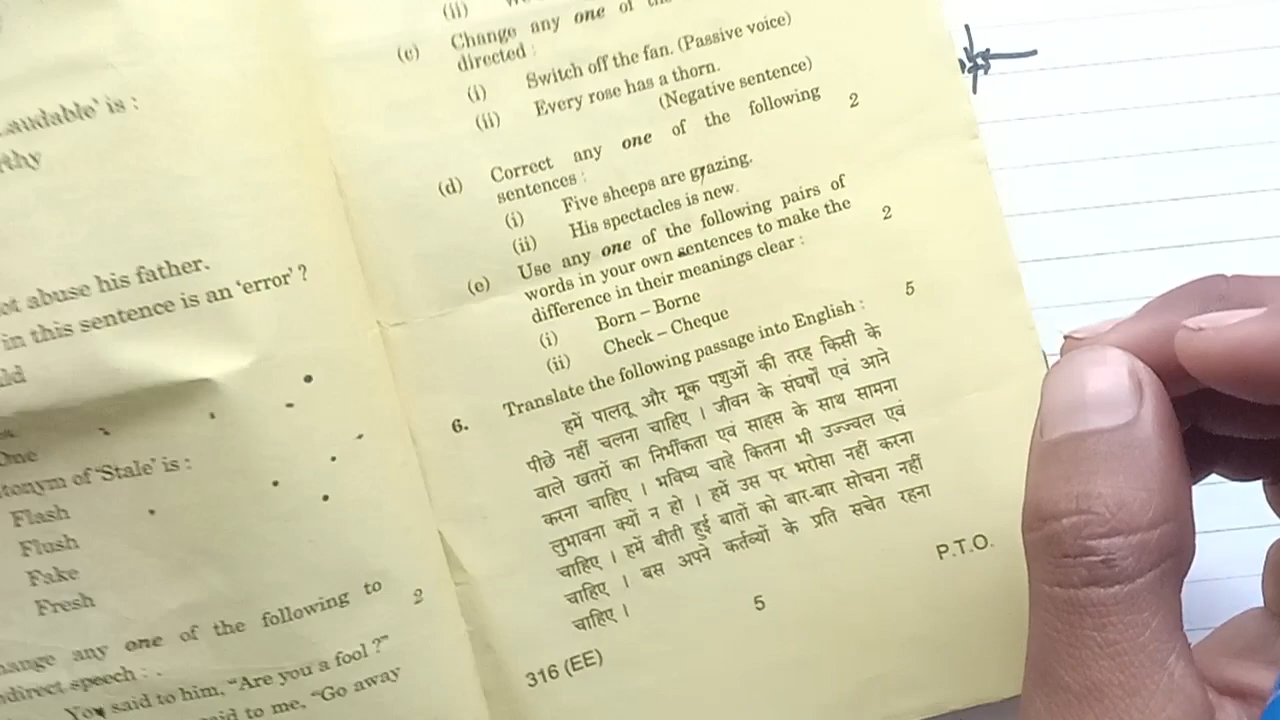 audable' is :
rthy
ot abuse his father.
in this sentence is an 'error' ?
One
tonym of 'Stale' is :
Flash
Flush
Fake
Fresh
ange any one of the following to
direct speech : 2
You said to him, "Are you a fool ?"
said to me, "Go away
(ii)
(c) Change any one of
directed :
(i) Switch off the fan. (Passive voice)
(ii) Every rose has a thorn.
(Negative sentence)
(d) Correct any one of the following 2
sentences :
(i) Five sheeps are grazing.
(ii) His spectacles is new.
(e) Use any one of the following pairs of 2
words in your own sentences to make the
difference in their meanings clear :
(i) Born – Borne
(ii) Check – Cheque
6. Translate the following passage into English : 5
हमें पालतू और मूक पशुओं की तरह किसी के
पीछे नहीं चलना चाहिए । जीवन के संघर्षों एवं आने
वाले खतरों का निर्भीकता एवं साहस के साथ सामना
करना चाहिए । भविष्य चाहे कितना भी उज्ज्वल एवं
लुभावना क्यों न हो । हमें उस पर भरोसा नहीं करना
चाहिए । हमें बीती हुई बातों को बार-बार सोचना नहीं
चाहिए । बस अपने कर्तव्यों के प्रति सचेत रहना
चाहिए ।
316 (EE) 5 P.T.O.